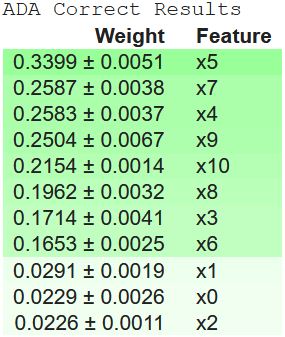 ADA Correct Results
Weight Feature
0.3399 ± 0.0051 x5
0.2587 ± 0.0038 x7
0.2583 ± 0.0037 x4
0.2504 ± 0.0067 x9
0.2154 ± 0.0014 x10
0.1962 ± 0.0032 x8
0.1714 ± 0.0041 x3
0.1653 ± 0.0025 x6
0.0291 ± 0.0019 x1
0.0229 ± 0.0026 x0
0.0226 ± 0.0011 x2